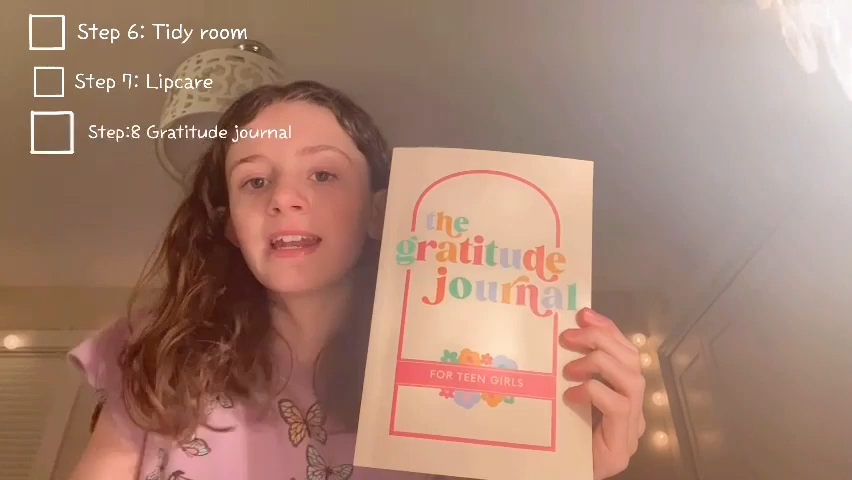 Step 6: Tidy room
Step 7: Lipcare
Step:8 Gratitude journal
the
gratitude
journal
FOR TEEN GIRLS